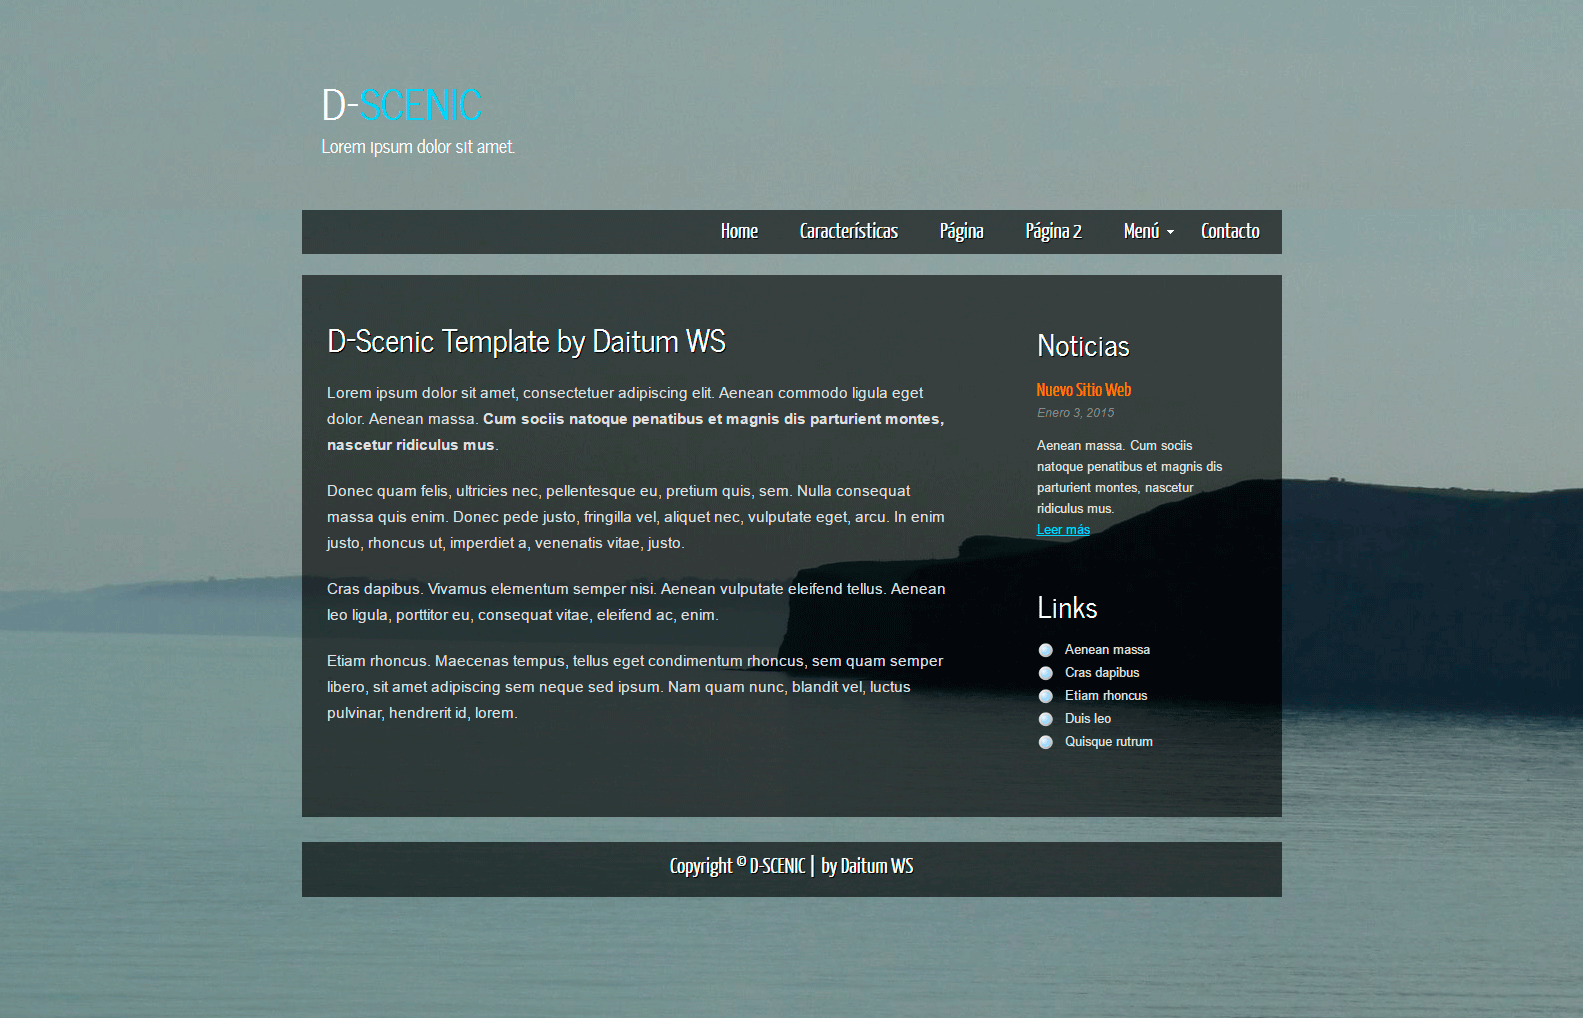 D-SCENIC
Lorem ipsum dolor sit amet.
Home Características Página Página 2 Menú Contacto
D-Scenic Template by Daitum WS
Lorem ipsum dolor sit amet, consectetuer adipiscing elit. Aenean commodo ligula eget
dolor. Aenean massa. Cum sociis natoque penatibus et magnis dis parturient montes,
nascetur ridiculus mus.
Donec quam felis, ultricies nec, pellentesque eu, pretium quis, sem. Nulla consequat
massa quis enim. Donec pede justo, fringilla vel, aliquet nec, vulputate eget, arcu. In enim
justo, rhoncus ut, imperdiet a, venenatis vitae, justo.
Cras dapibus. Vivamus elementum semper nisi. Aenean vulputate eleifend tellus. Aenean
leo ligula, porttitor eu, consequat vitae, eleifend ac, enim.
Etiam rhoncus. Maecenas tempus, tellus eget condimentum rhoncus, sem quam semper
libero, sit amet adipiscing sem neque sed ipsum. Nam quam nunc, blandit vel, luctus
pulvinar, hendrerit id, lorem.
Noticias
Nuevo Sitio Web
Enero 3, 2015
Aenean massa. Cum sociis
natoque penatibus et magnis dis
parturient montes, nascetur
ridiculus mus.
Leer más
Links
Aenean massa
Cras dapibus
Etiam rhoncus
Duis leo
Quisque rutrum
Copyright © D-SCENIC | by Daitum WS